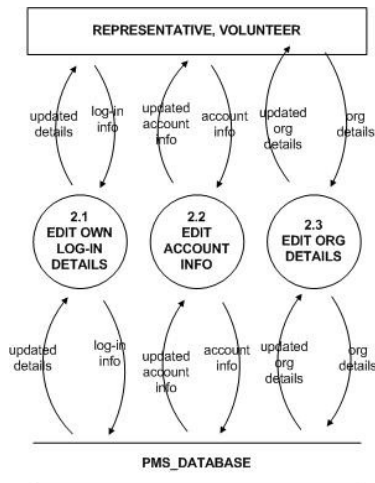 REPRESENTATIVE, VOLUNTEER
updated
details
log-in
info
updated
account
info
account
info
updated
org
details
org
details
2.1
EDIT OWN
LOG-IN
DETAILS
2.2
EDIT
ACCOUNT
INFO
2.3
EDIT ORG
DETAILS
updated
details
log-in
info
updated
account
info
account
info
updated
org
details
org
details
PMS_DATABASE